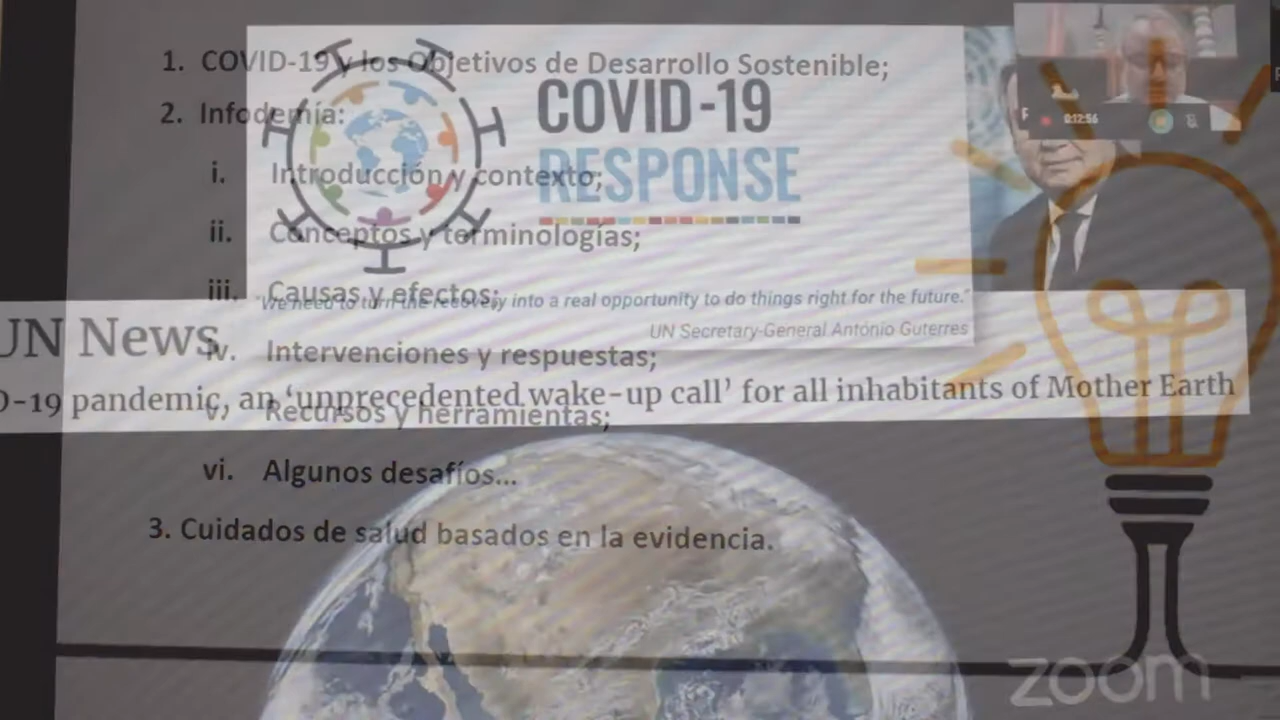 1. COVID-19 y los Objetivos de Desarrollo Sostenible;
2. Infodemia:
i. Introducción y contexto;
ii. Conceptos y terminologías;
iii. Causas y efectos;
iv. Intervenciones y respuestas;
v. Recursos y herramientas;
vi. Algunos desafíos...
3. Cuidados de salud basados en la evidencia.
COVID-19
RESPONSE
"We need to turn the recovery into a real opportunity to do things right for the future."
UN Secretary-General António Guterres
UN News
D-19 pandemic, an 'unprecedented wake-up call' for all inhabitants of Mother Earth
0:12:56
zoom